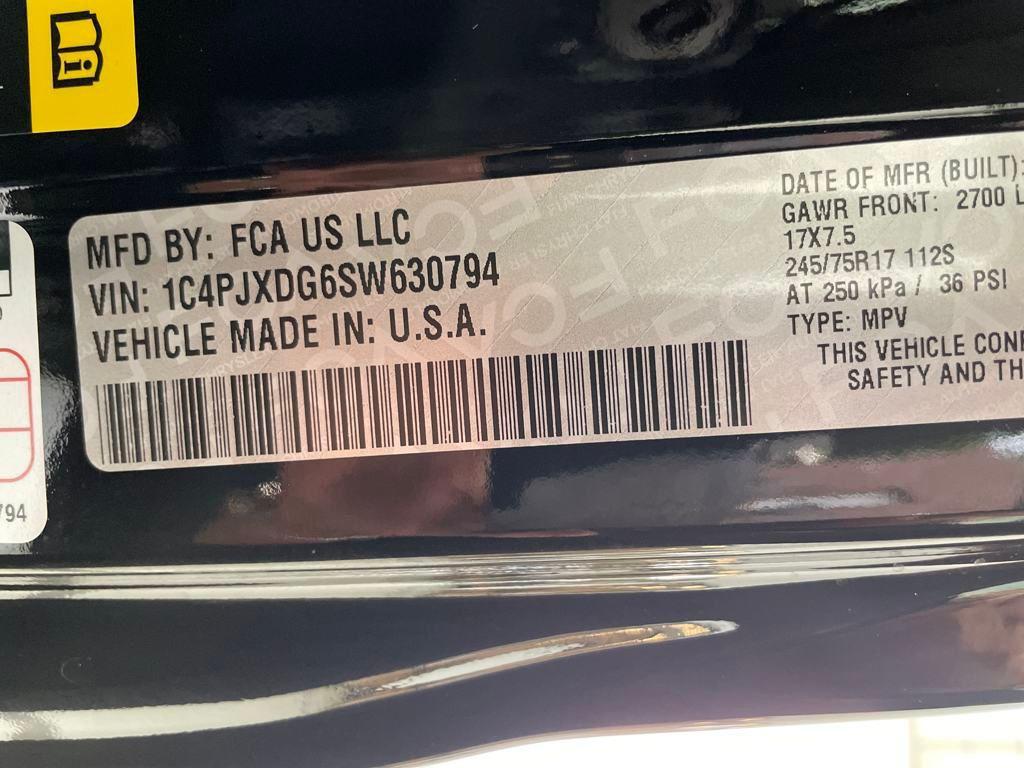 MFD BY: FCA US LLC
VIN: 1C4PJXDG6SW630794
VEHICLE MADE IN: U.S.A.
DATE OF MFR (BUILT):
GAWR FRONT: 2700 L
17X7.5
245/75R17 112S
AT 250 kPa / 36 PSI
TYPE: MPV
THIS VEHICLE CONF
SAFETY AND TH
794
i